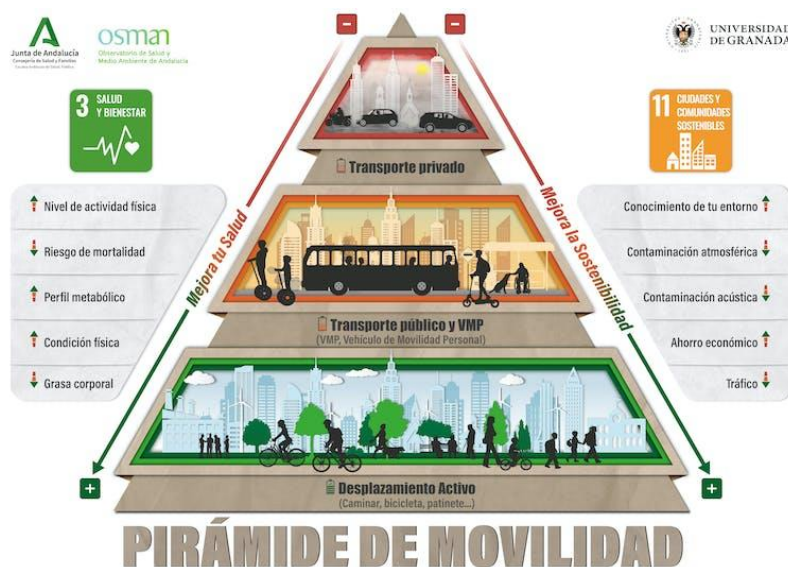 Junta de Andalucía
Consejería de Salud y Familias
osman
Observatorio de Salud y
Medio Ambiente de Andalucía
UNIVERSIDAD
DE GRANADA
3 SALUD
Y BIENESTAR
11 CIUDADES Y
COMUNIDADES
SOSTENIBLES
Mejora tu Salud
Mejora la Sostenibilidad
Nivel de actividad física
Riesgo de mortalidad
Perfil metabólico
Condición física
Grasa corporal
Conocimiento de tu entorno
Contaminación atmosférica
Contaminación acústica
Ahorro económico
Tráfico
Transporte privado
Transporte público y VMP
(VMP, Vehículo de Movilidad Personal)
Desplazamiento Activo
(Caminar, bicicleta, patinete...)
PIRÁMIDE DE MOVILIDAD